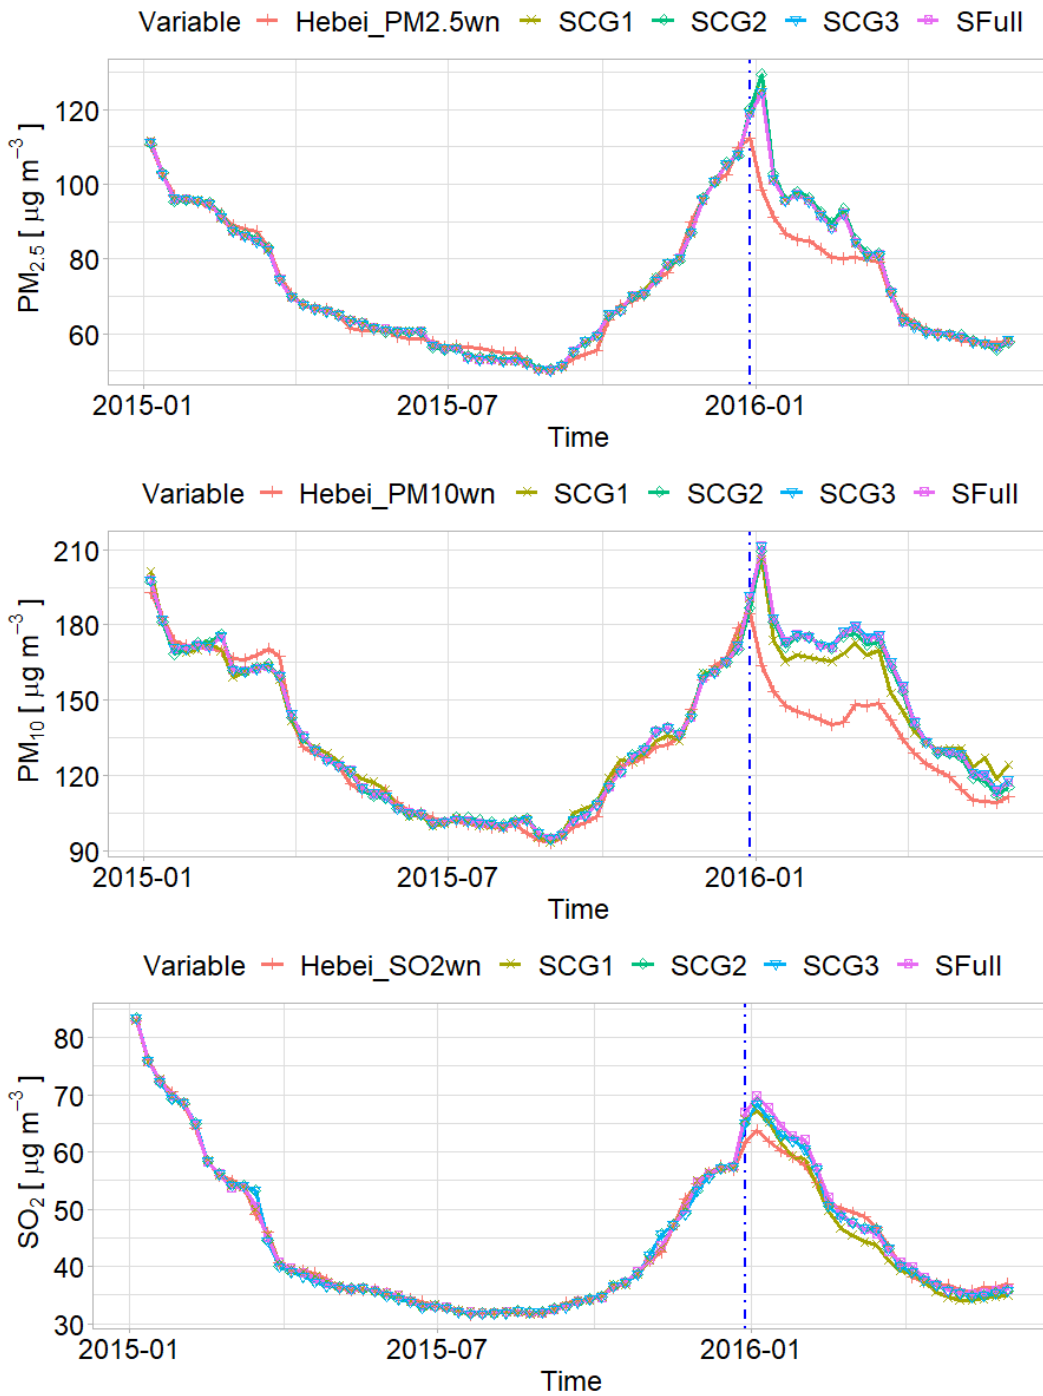 Variable Hebei_PM2.5wn SCG1 SCG2 SCG3 SFull
120
100
80
60
PM2.5 [ µg m−3 ]
2015-01 2015-07 2016-01
Time
Variable Hebei_PM10wn SCG1 SCG2 SCG3 SFull
210
180
150
120
90
PM10 [ µg m−3 ]
2015-01 2015-07 2016-01
Time
Variable Hebei_SO2wn SCG1 SCG2 SCG3 SFull
80
70
60
50
40
30
SO2 [ µg m−3 ]
2015-01 2015-07 2016-01
Time